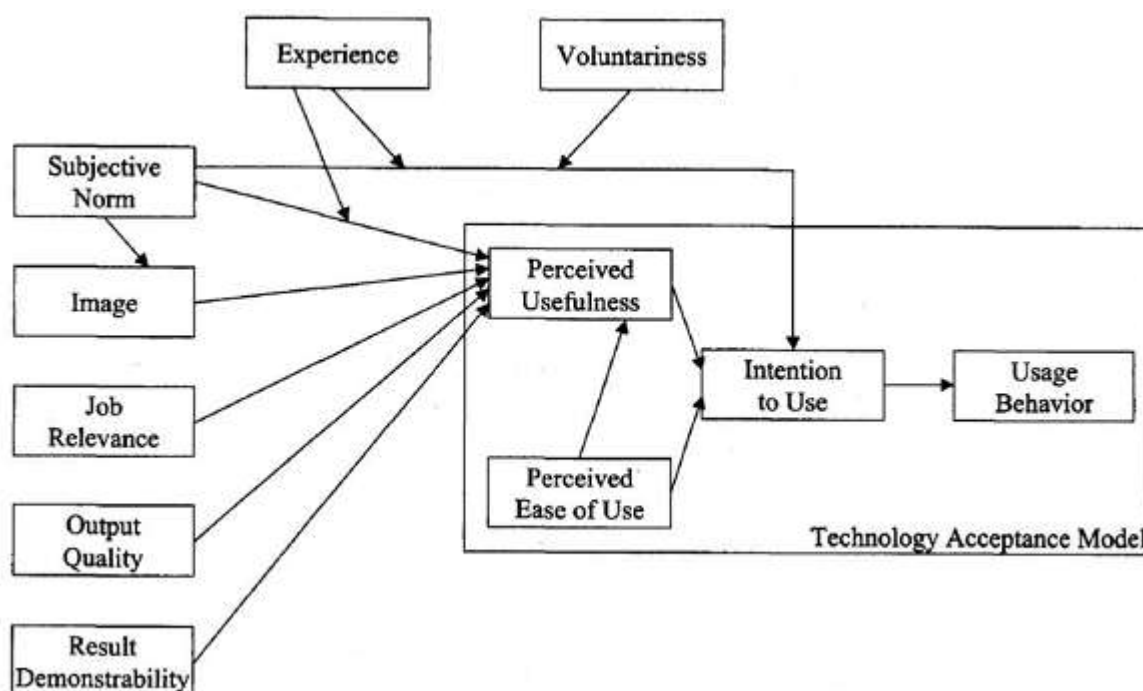 Experience
Voluntariness
Subjective
Norm
Image
Job
Relevance
Output
Quality
Result
Demonstrability
Perceived
Usefulness
Perceived
Ease of Use
Intention
to Use
Usage
Behavior
Technology Acceptance Model